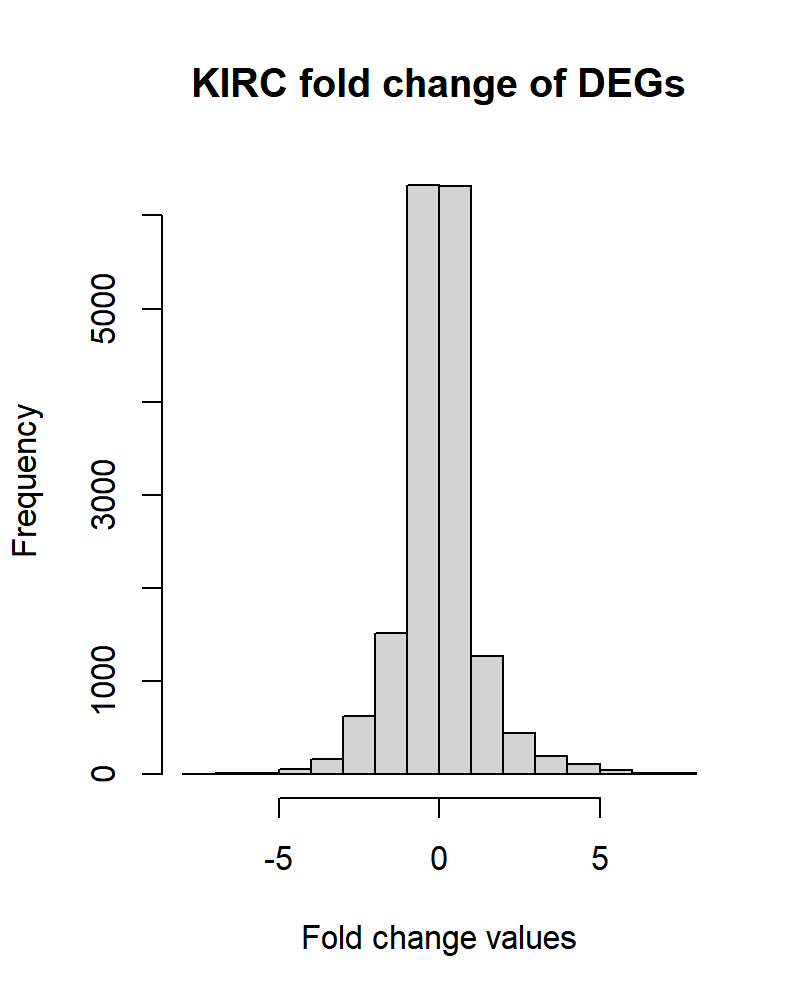 KIRC fold change of DEGs
Frequency
5000
3000
1000
0
-5 0 5
Fold change values